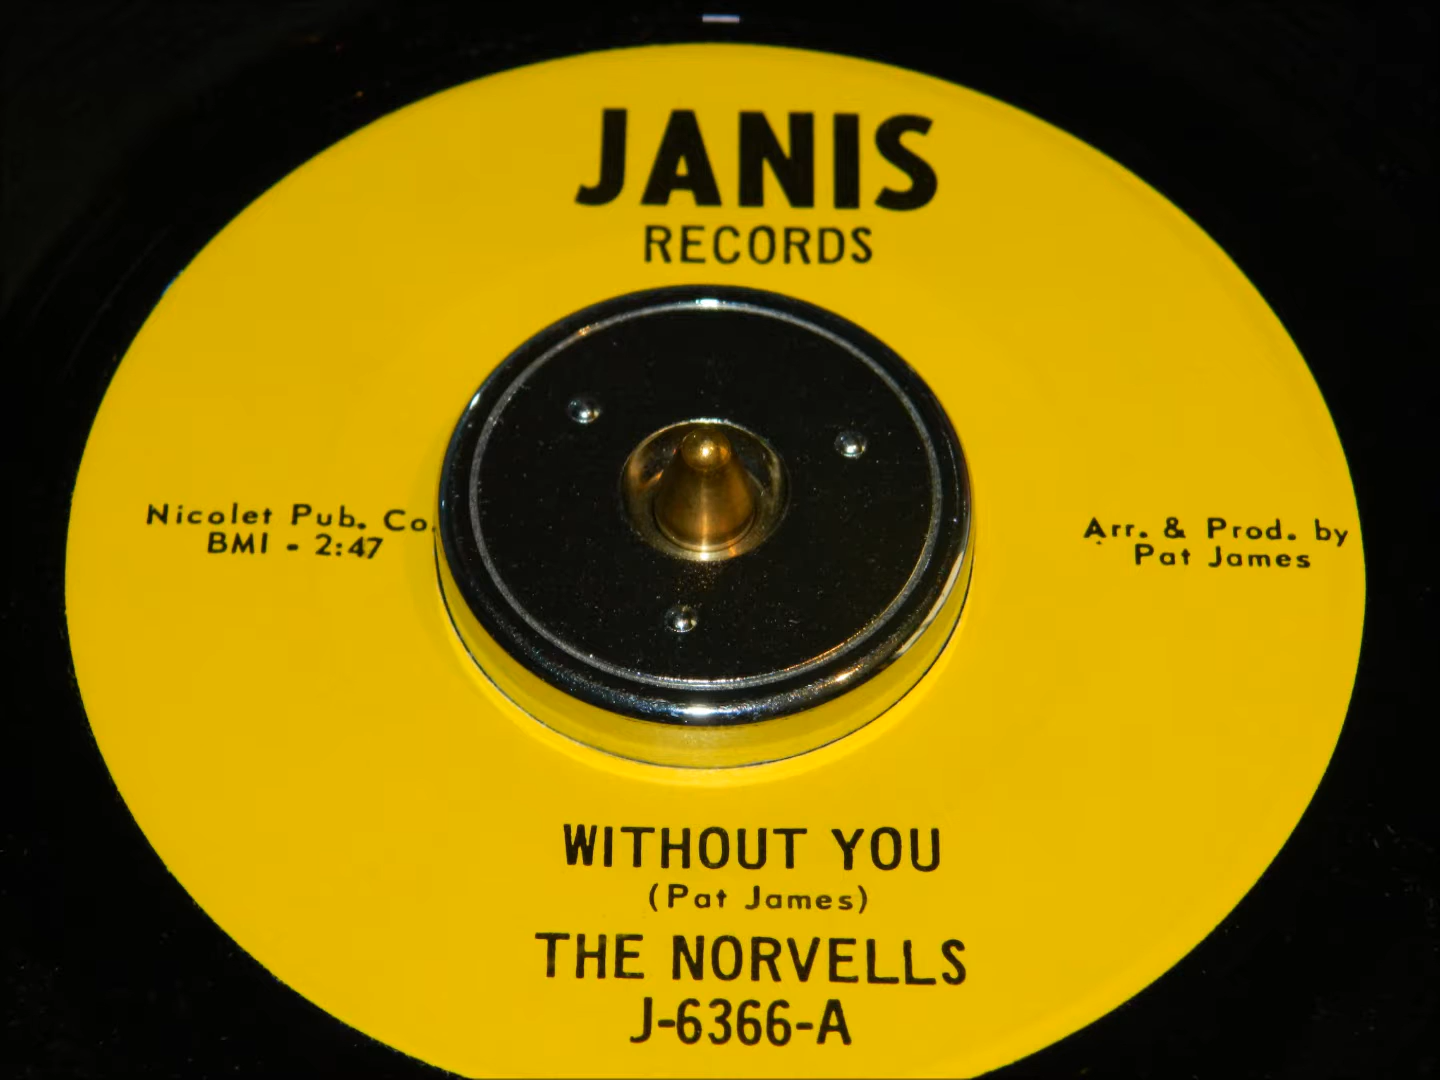 JANIS
RECORDS
Nicolet Pub. Co.
BMI - 2:47
Arr. & Prod. by
Pat James
WITHOUT YOU
(Pat James)
THE NORVELLS
J-6366-A